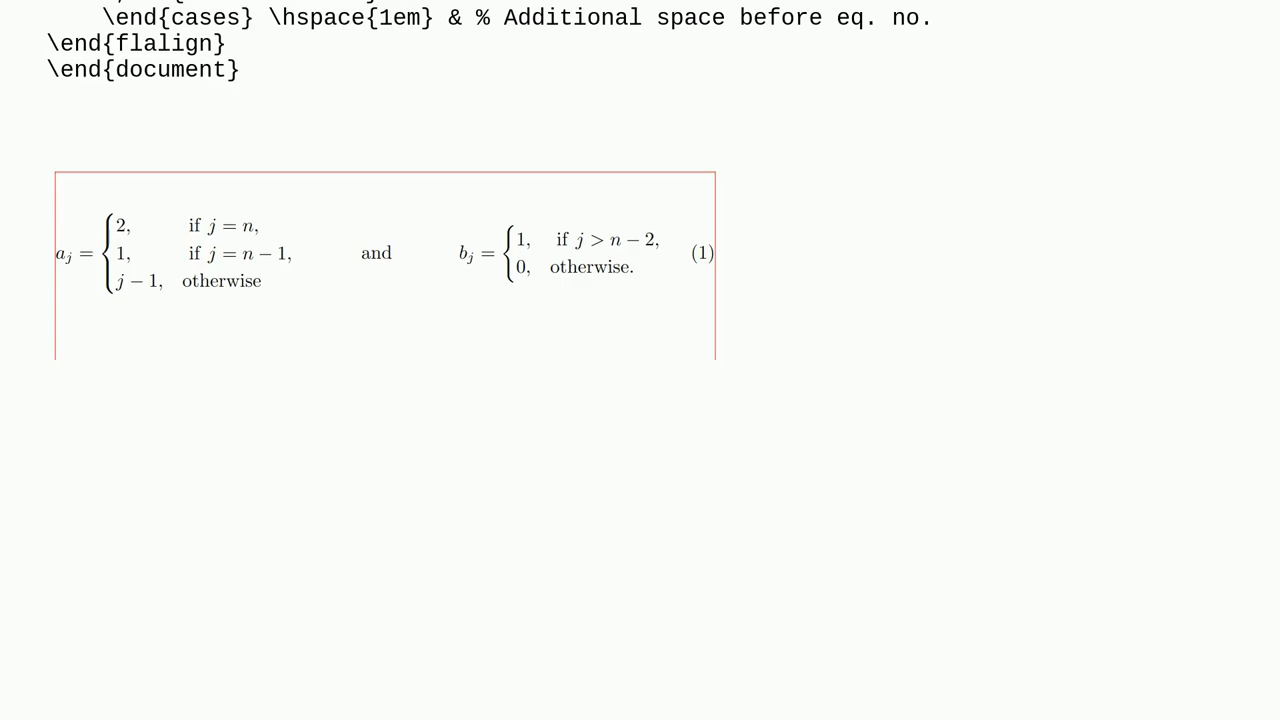 \end{cases} \hspace{1em} & % Additional space before eq. no.
\end{flalign}
\end{document}
a_j = { 2, if j = n,
1, if j = n − 1,
j − 1, otherwise
and
b_j = { 1, if j > n − 2,
0, otherwise.
(1)